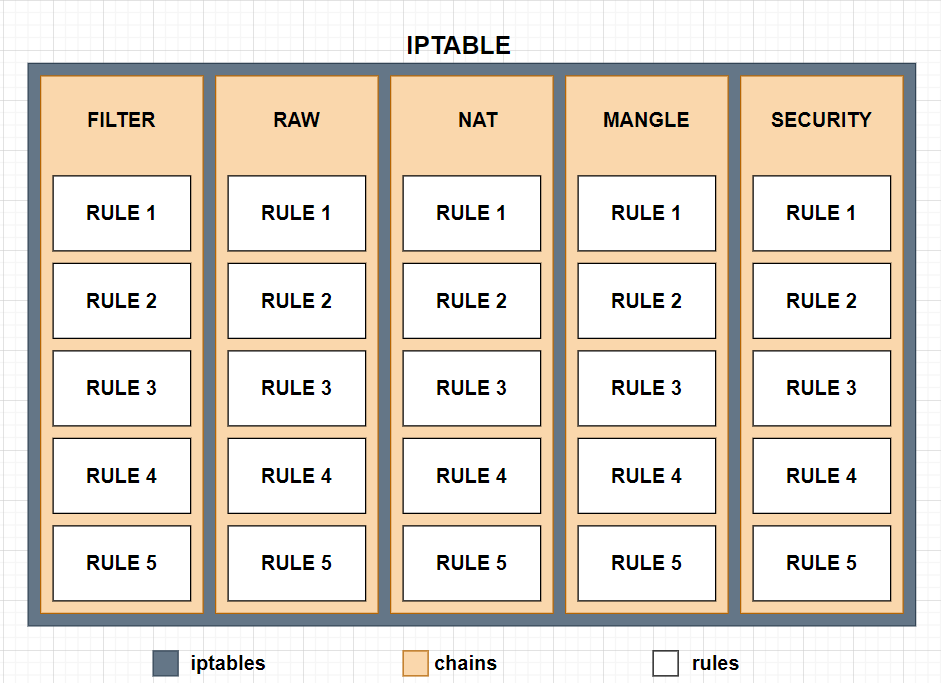 IPTABLE
FILTER RAW NAT MANGLE SECURITY
RULE 1 RULE 1 RULE 1 RULE 1 RULE 1
RULE 2 RULE 2 RULE 2 RULE 2 RULE 2
RULE 3 RULE 3 RULE 3 RULE 3 RULE 3
RULE 4 RULE 4 RULE 4 RULE 4 RULE 4
RULE 5 RULE 5 RULE 5 RULE 5 RULE 5
iptables chains rules